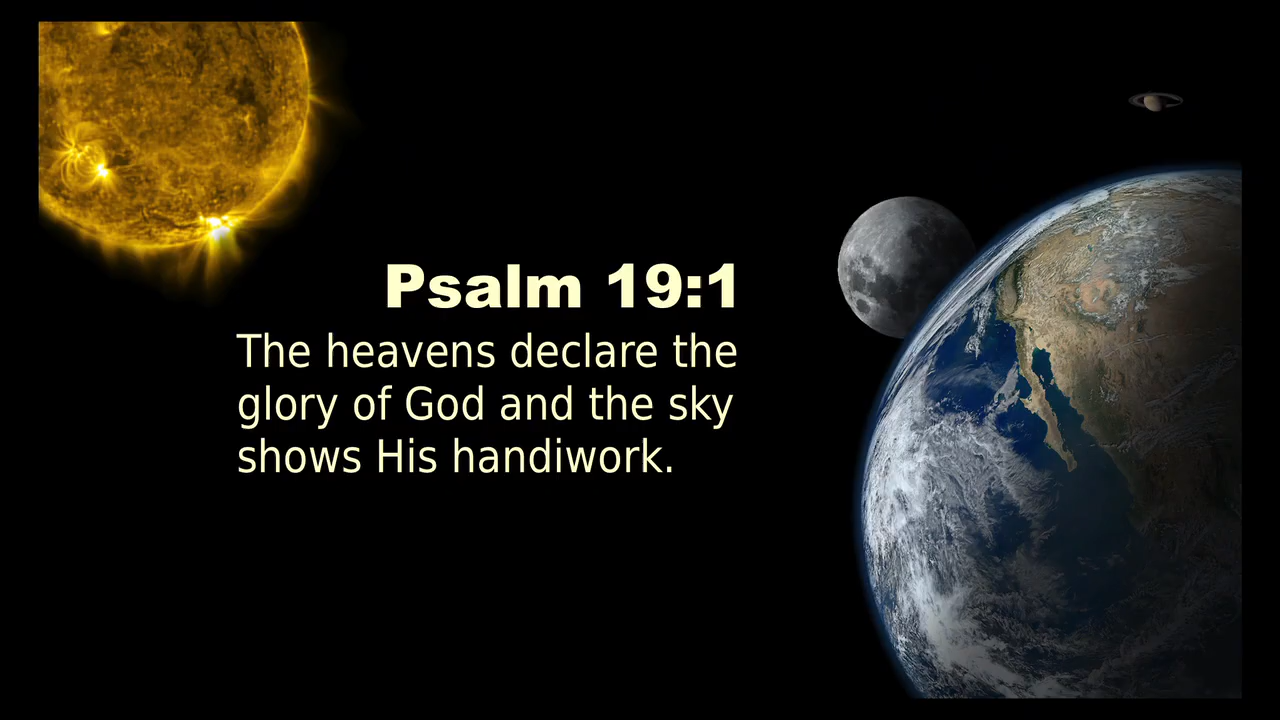 Psalm 19:1
The heavens declare the
glory of God and the sky
shows His handiwork.